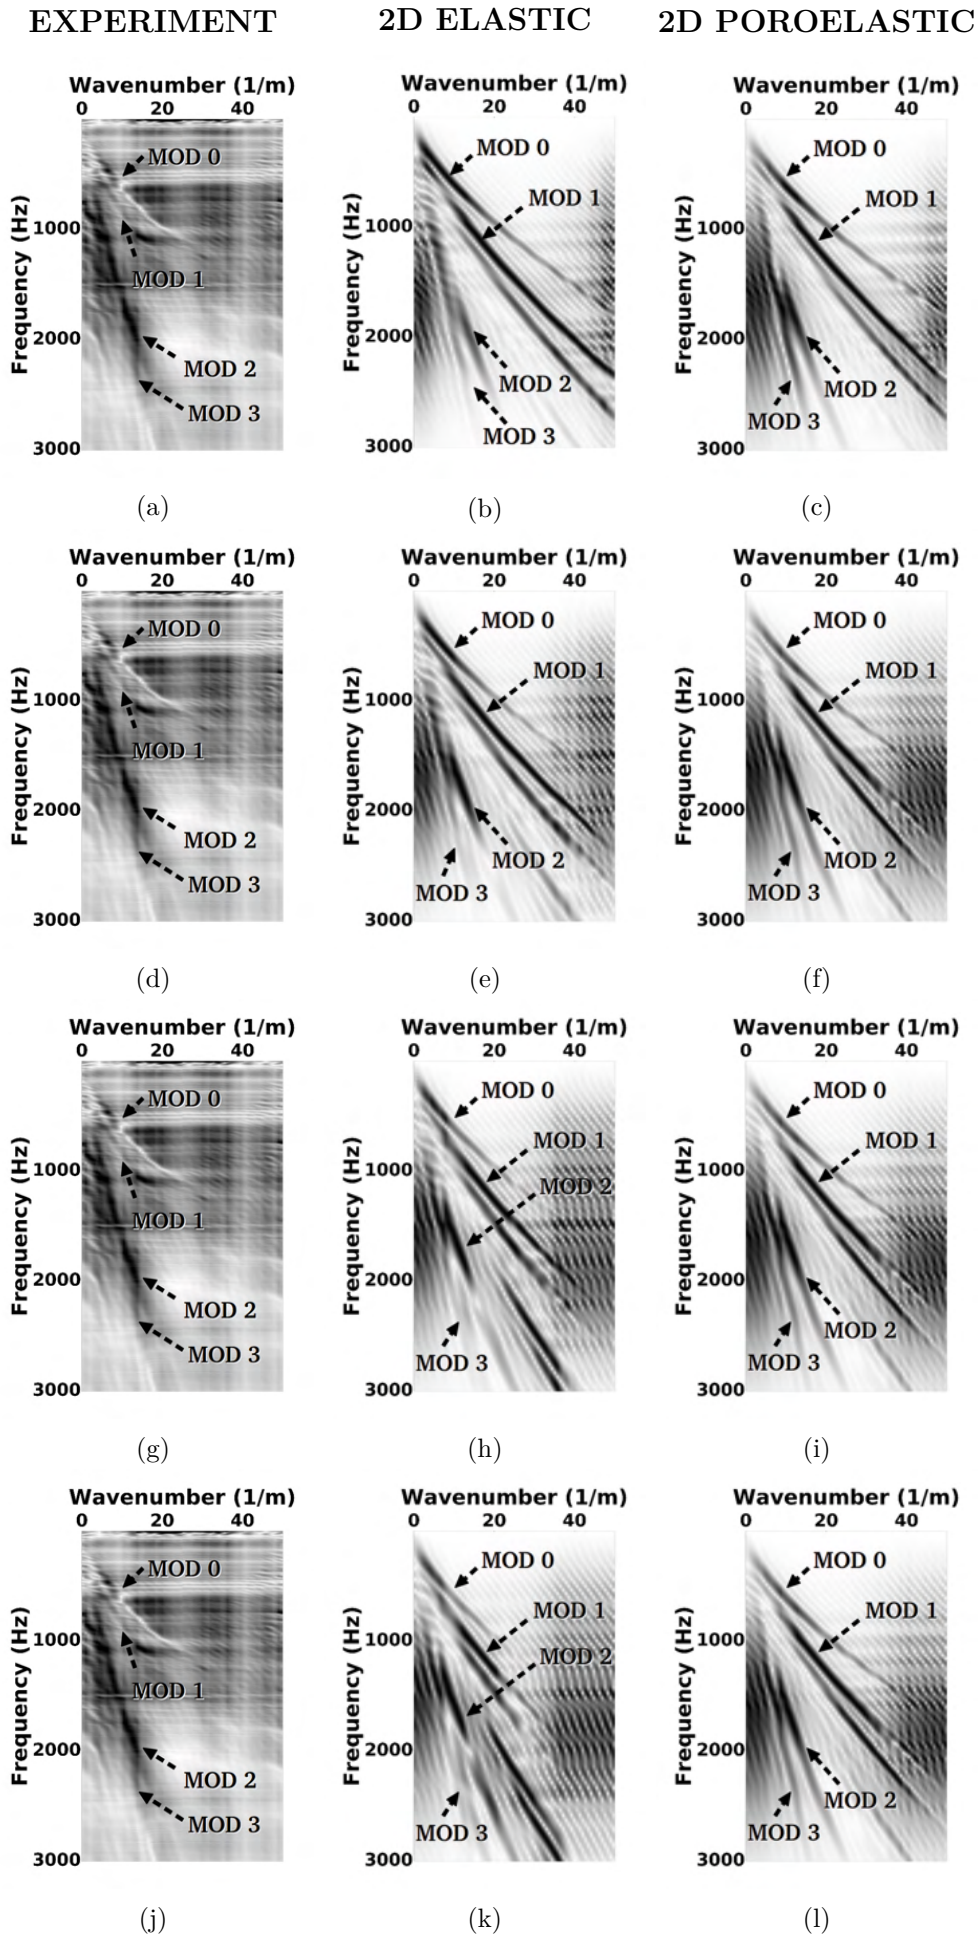 EXPERIMENT 2D ELASTIC 2D POROELASTIC
Wavenumber (1/m) Wavenumber (1/m) Wavenumber (1/m)
0 20 40 0 20 40 0 20 40
Frequency (Hz) Frequency (Hz) Frequency (Hz)
1000 2000 3000 1000 2000 3000 1000 2000 3000
MOD 0 MOD 1 MOD 2 MOD 3 MOD 0 MOD 1 MOD 2 MOD 3 MOD 0 MOD 1 MOD 2 MOD 3
(a) (b) (c)
Wavenumber (1/m) Wavenumber (1/m) Wavenumber (1/m)
0 20 40 0 20 40 0 20 40
Frequency (Hz) Frequency (Hz) Frequency (Hz)
1000 2000 3000 1000 2000 3000 1000 2000 3000
MOD 0 MOD 1 MOD 2 MOD 3 MOD 0 MOD 1 MOD 2 MOD 3 MOD 0 MOD 1 MOD 2 MOD 3
(d) (e) (f)
Wavenumber (1/m) Wavenumber (1/m) Wavenumber (1/m)
0 20 40 0 20 40 0 20 40
Frequency (Hz) Frequency (Hz) Frequency (Hz)
1000 2000 3000 1000 2000 3000 1000 2000 3000
MOD 0 MOD 1 MOD 2 MOD 3 MOD 0 MOD 1 MOD 2 MOD 3 MOD 0 MOD 1 MOD 2 MOD 3
(g) (h) (i)
Wavenumber (1/m) Wavenumber (1/m) Wavenumber (1/m)
0 20 40 0 20 40 0 20 40
Frequency (Hz) Frequency (Hz) Frequency (Hz)
1000 2000 3000 1000 2000 3000 1000 2000 3000
MOD 0 MOD 1 MOD 2 MOD 3 MOD 0 MOD 1 MOD 2 MOD 3 MOD 0 MOD 1 MOD 2 MOD 3
(j) (k) (l)